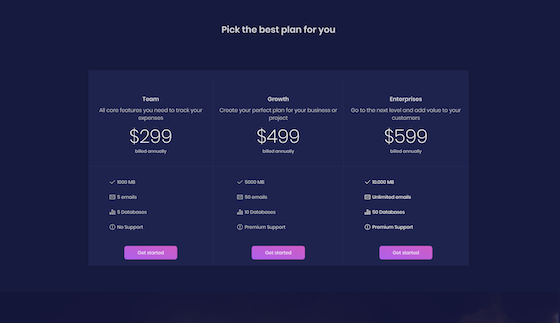 Pick the best plan for you
Team
All core features you need to track your
expenses
$299
billed annually
1000 MB
5 emails
5 Databases
No Support
Get started
Growth
Create your perfect plan for your business or
project
$499
billed annually
5000 MB
50 emails
10 Databases
Premium Support
Get started
Enterprises
Go to the next level and add value to your
customers
$599
billed annually
10.000 MB
Unlimited emails
50 Databases
Premium Support
Get started